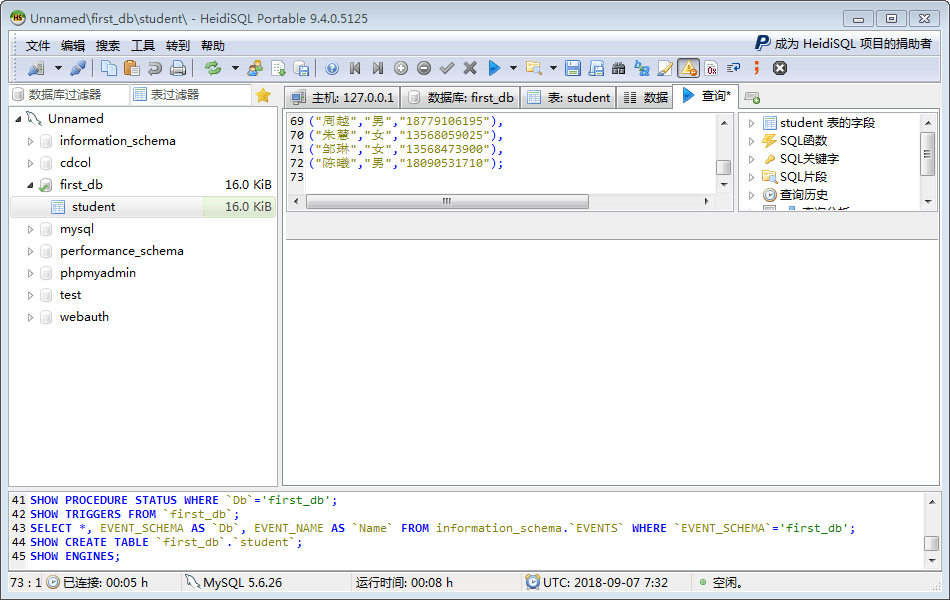 Unnamed\first_db\student\ - HeidiSQL Portable 9.4.0.5125
文件 编辑 搜索 工具 转到 帮助 成为 HeidiSQL 项目的捐助者
数据库过滤器 表过滤器
主机: 127.0.0.1 数据库: first_db 表: student 数据 查询*
Unnamed
information_schema
cdcol
first_db 16.0 KiB
student 16.0 KiB
mysql
performance_schema
phpmyadmin
test
webauth
69 ("周越","男","18779106195"),
70 ("朱慧","女","13568059025"),
71 ("邹琳","女","13568473900"),
72 ("陈曦","男","18090531710");
73
student 表的字段
SQL函数
SQL关键字
SQL片段
查询历史
查询分析
41 SHOW PROCEDURE STATUS WHERE `Db`='first_db';
42 SHOW TRIGGERS FROM `first_db`;
43 SELECT *, EVENT_SCHEMA AS `Db`, EVENT_NAME AS `Name` FROM information_schema.`EVENTS` WHERE `EVENT_SCHEMA`='first_db';
44 SHOW CREATE TABLE `first_db`.`student`;
45 SHOW ENGINES;
73 : 1 已连接: 00:05 h MySQL 5.6.26 运行时间: 00:08 h UTC: 2018-09-07 7:32 空闲。